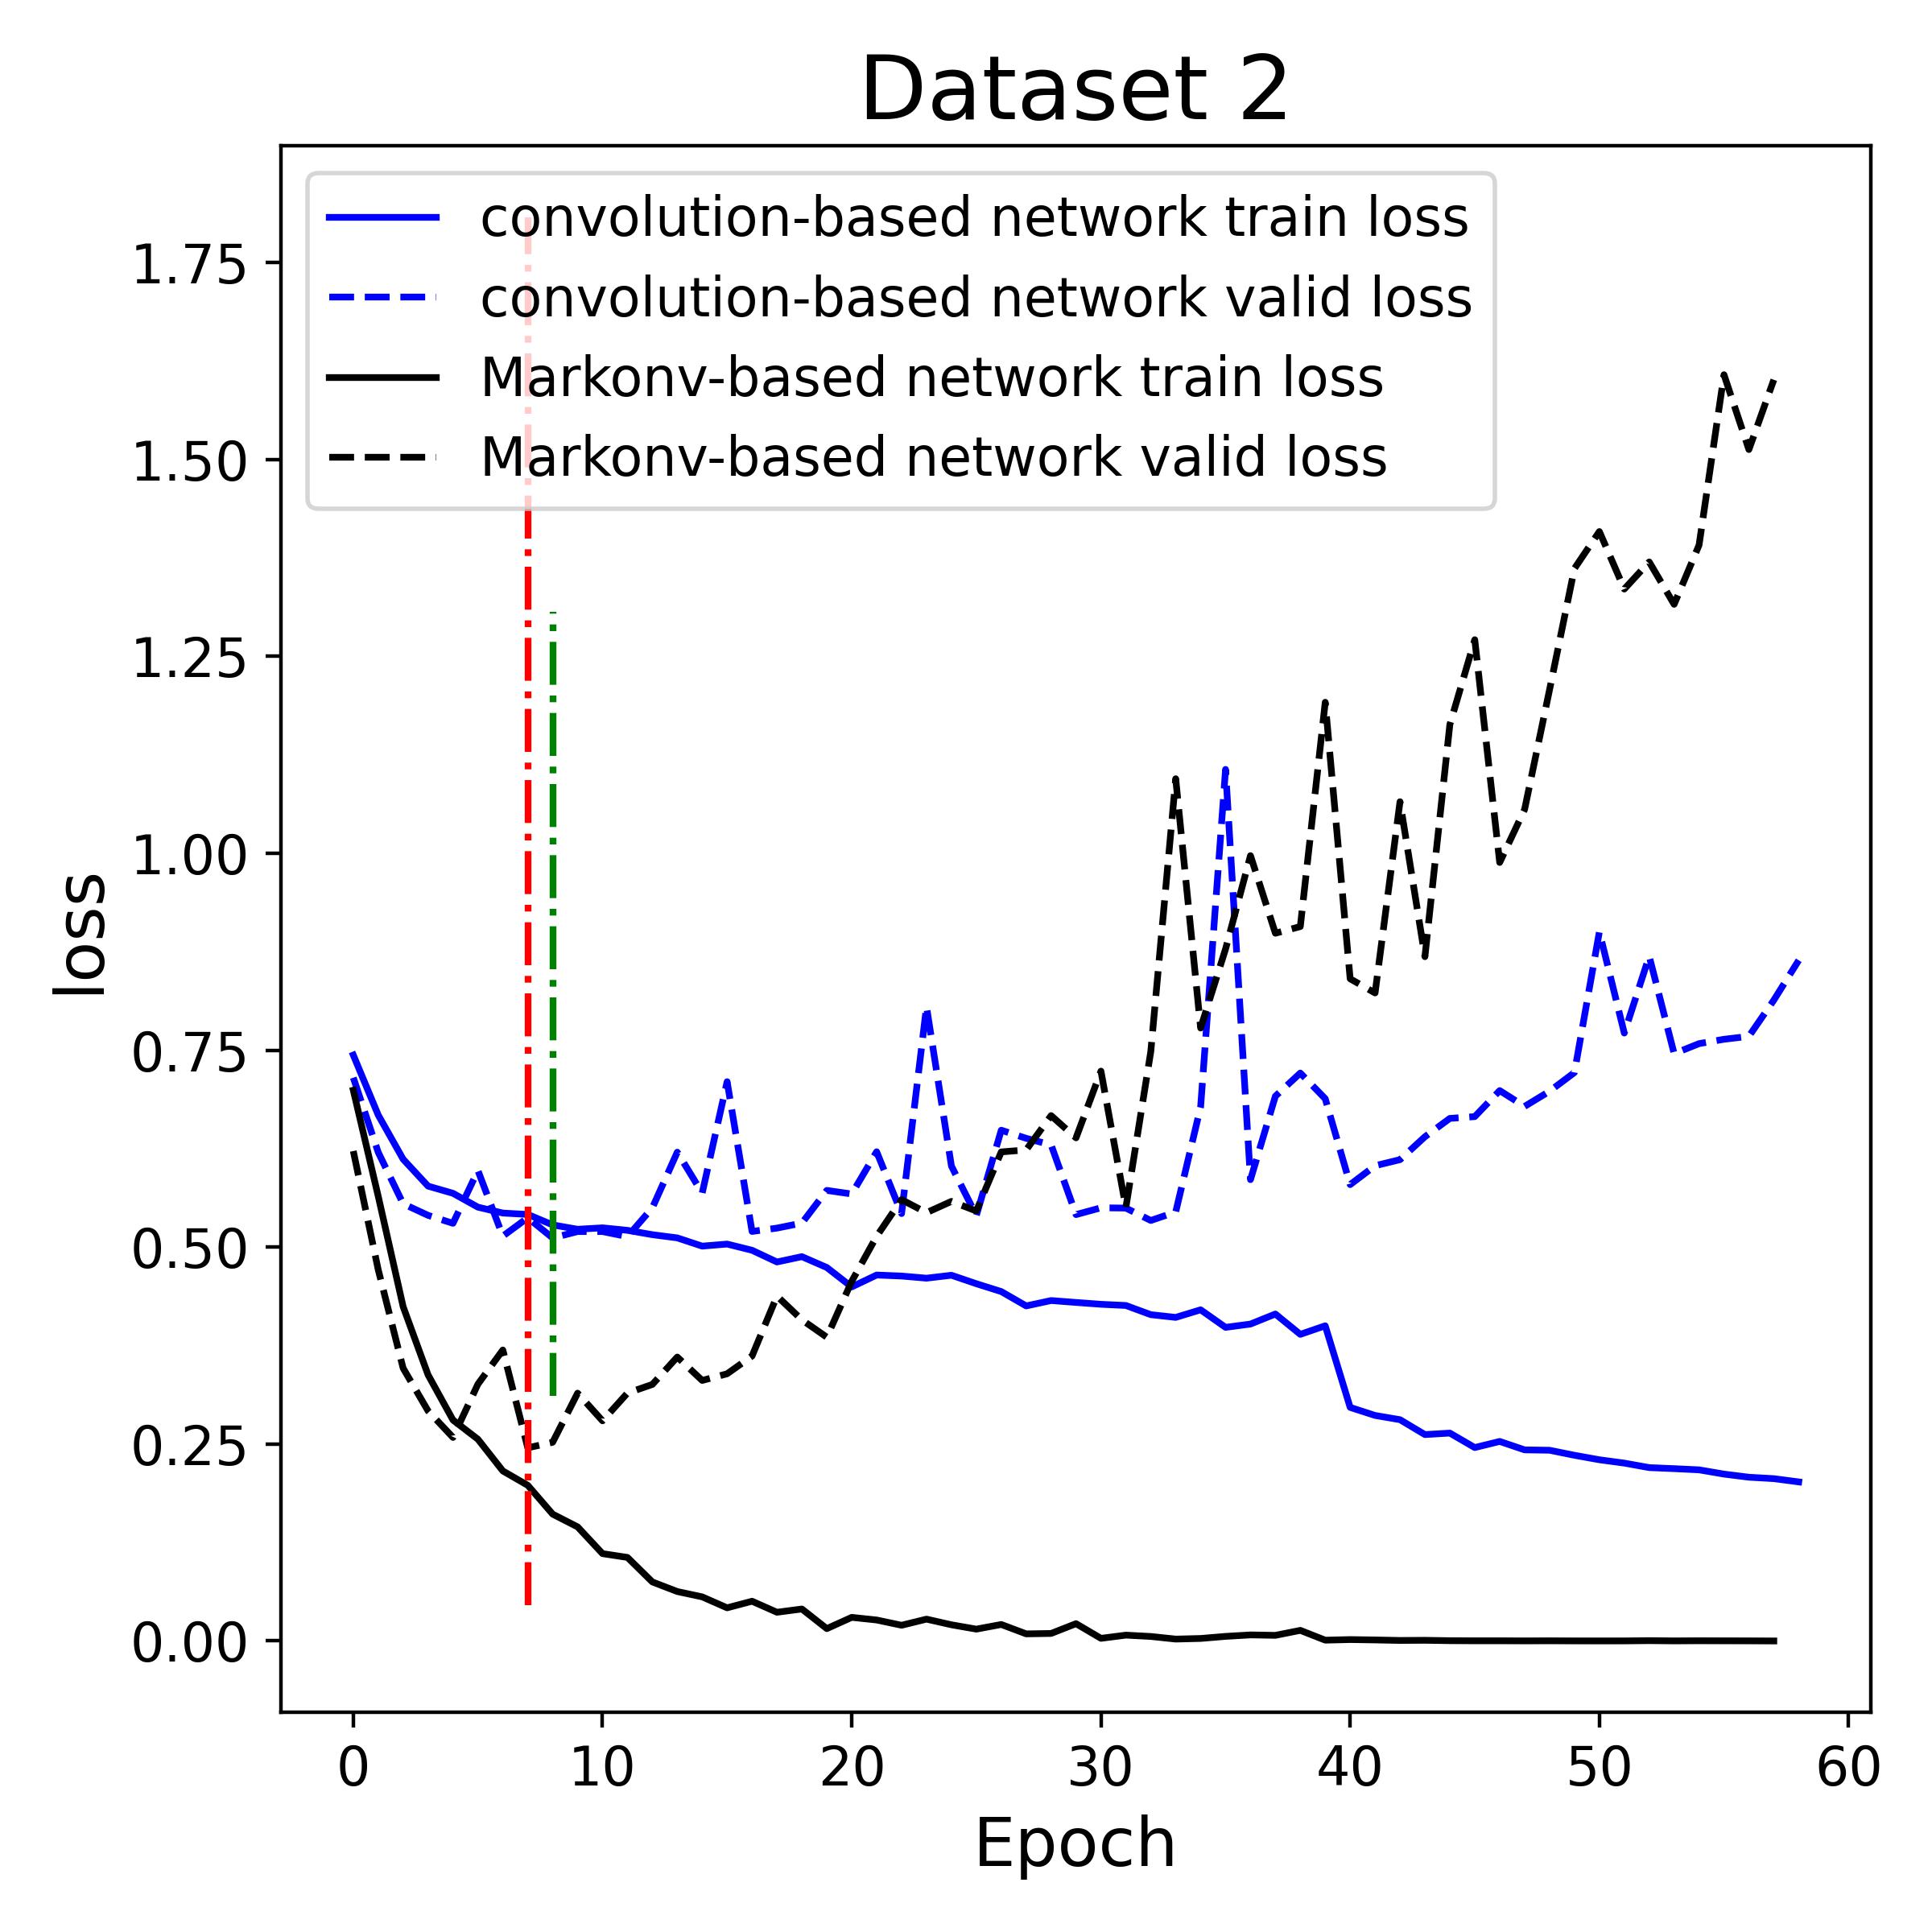 Dataset 2
convolution-based network train loss
convolution-based network valid loss
Markonv-based network train loss
Markonv-based network valid loss
1.75
1.50
1.25
1.00
0.75
0.50
0.25
0.00
loss
0 10 20 30 40 50 60
Epoch